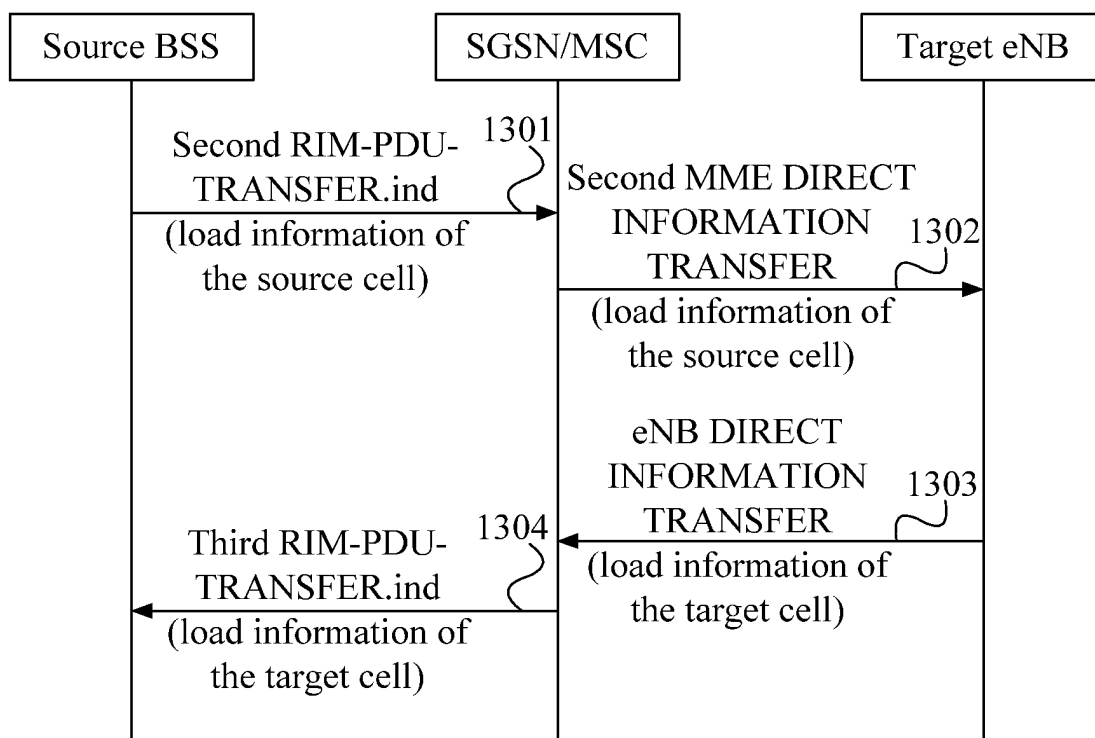 Source BSS
SGSN/MSC
Target eNB
1301
Second RIM-PDU-
TRANSFER.ind
(load information of
the source cell)
Second MME DIRECT
INFORMATION
TRANSFER
1302
(load information of
the source cell)
eNB DIRECT
INFORMATION
TRANSFER
1303
(load information of
the target cell)
1304
Third RIM-PDU-
TRANSFER.ind
(load information of
the target cell)